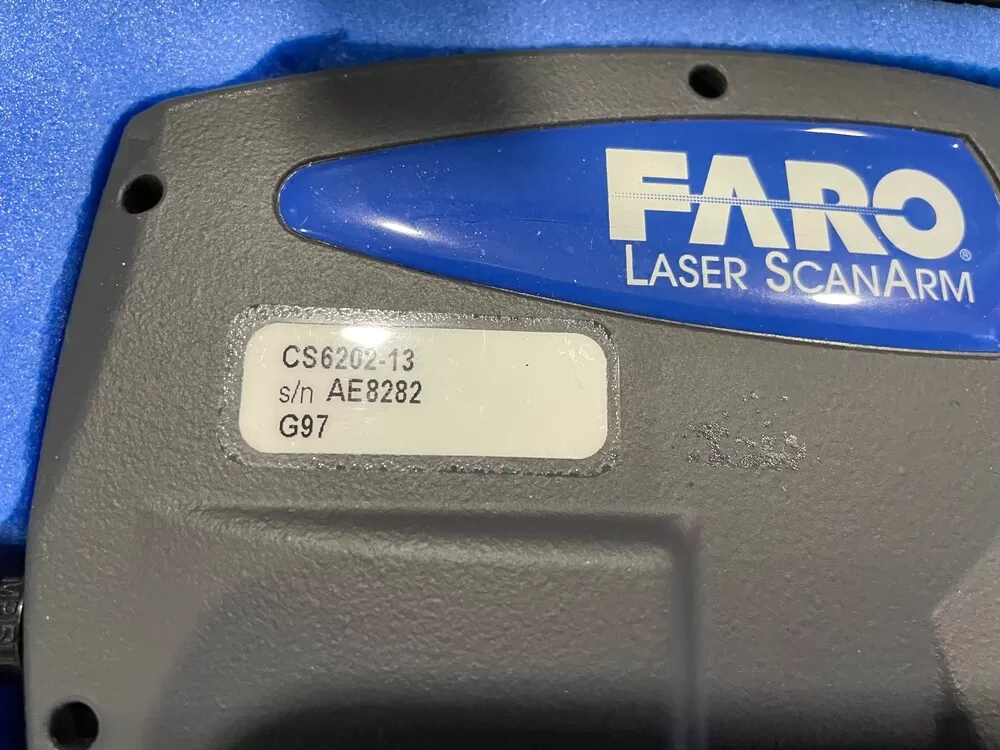 FARO®
LASER SCANARM
CS6202-13
s/n AE8282
G97